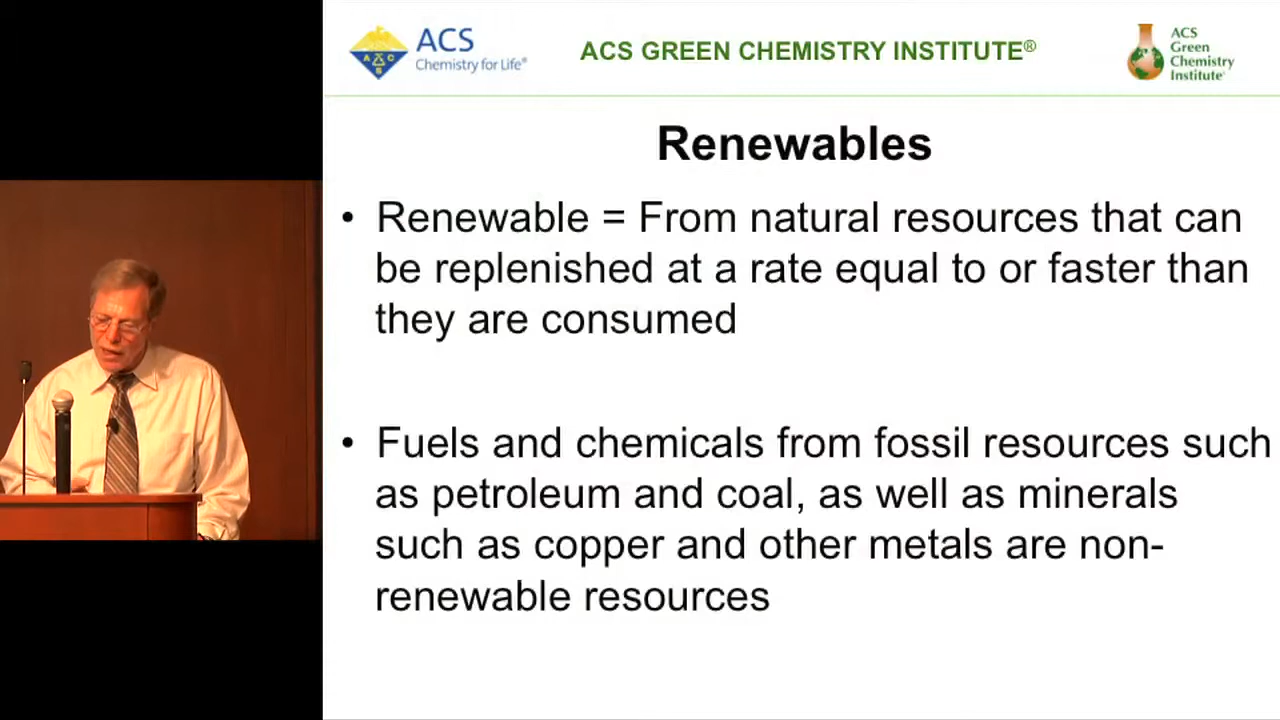 ACS
Chemistry for Life®
A C S
ACS GREEN CHEMISTRY INSTITUTE®
ACS
Green
Chemistry
Institute®
Renewables
• Renewable = From natural resources that can
be replenished at a rate equal to or faster than
they are consumed
• Fuels and chemicals from fossil resources such
as petroleum and coal, as well as minerals
such as copper and other metals are non-
renewable resources